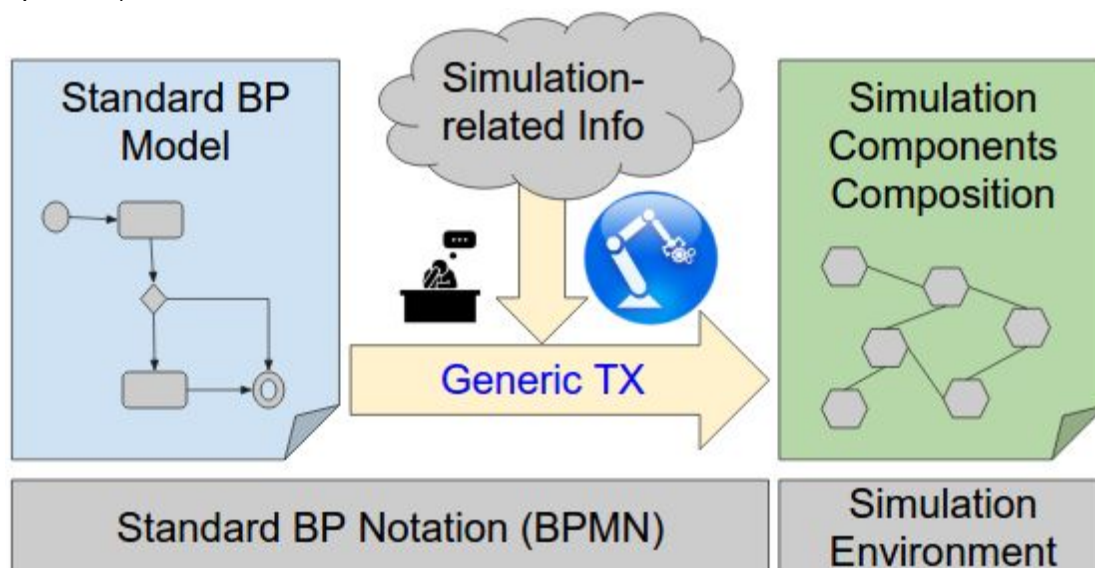 Standard BP
Model
Simulation-
related Info
Simulation
Components
Composition
Generic TX
Standard BP Notation (BPMN)
Simulation
Environment